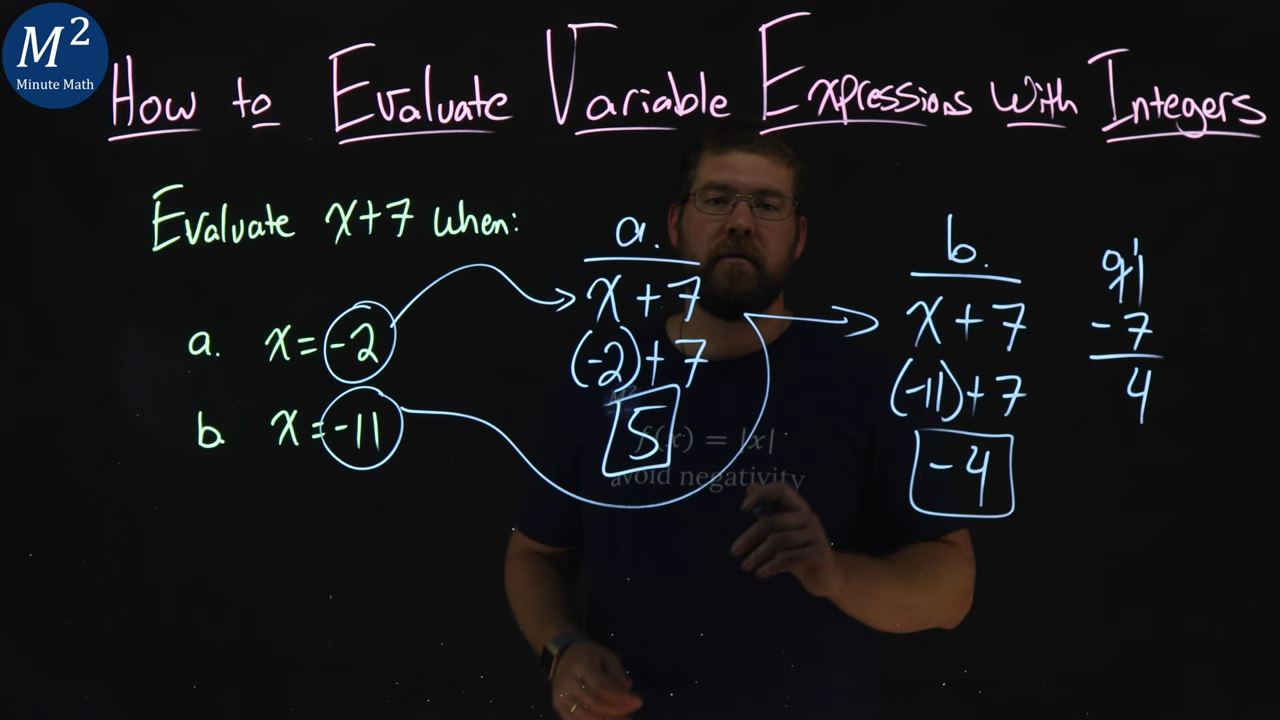 M²
Minute Math
How to Evaluate Variable Expressions with Integers
Evaluate x+7 when:
a. x=-2
b. x=-11
a.
x+7
(-2)+7
5
f(x) = |x|
avoid negativity
b.
x+7
(-11)+7
-4
-7
4